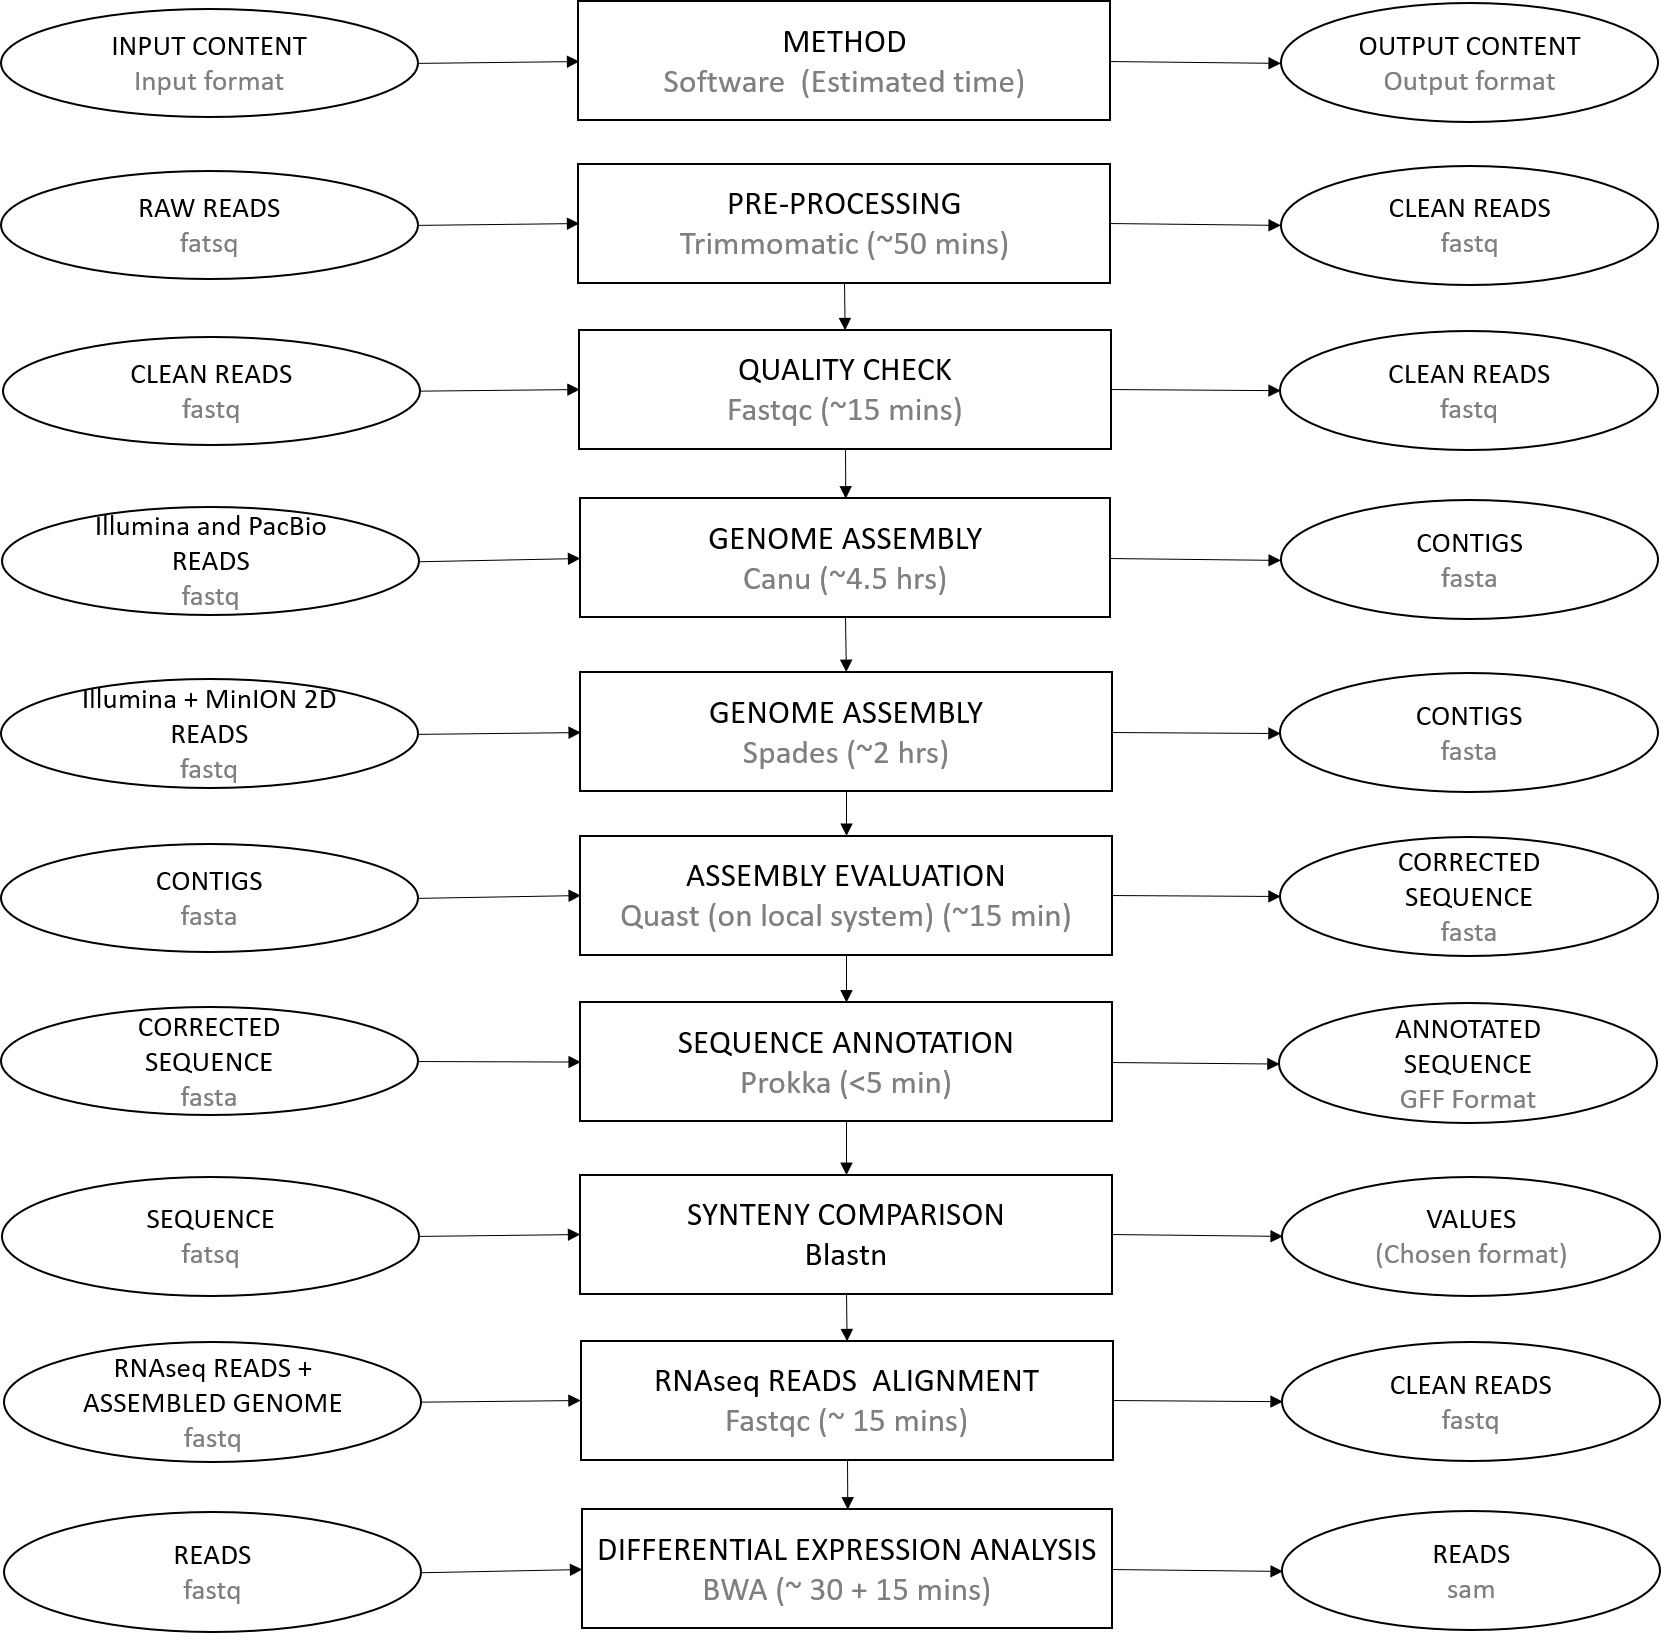 INPUT CONTENT
Input format
METHOD
Software  (Estimated time)
OUTPUT CONTENT
Output format
RAW READS
fatsq
PRE-PROCESSING
Trimmomatic (~50 mins)
CLEAN READS
fastq
CLEAN READS
fastq
QUALITY CHECK
Fastqc (~15 mins)
CLEAN READS
fastq
Illumina and PacBio
READS
fastq
GENOME ASSEMBLY
Canu (~4.5 hrs)
CONTIGS
fasta
Illumina + MinION 2D
READS
fastq
GENOME ASSEMBLY
Spades (~2 hrs)
CONTIGS
fasta
CONTIGS
fasta
ASSEMBLY EVALUATION
Quast (on local system) (~15 min)
CORRECTED
SEQUENCE
fasta
CORRECTED
SEQUENCE
fasta
SEQUENCE ANNOTATION
Prokka (<5 min)
ANNOTATED
SEQUENCE
GFF Format
SEQUENCE
fatsq
SYNTENY COMPARISON
Blastn
VALUES
(Chosen format)
RNAseq READS +
ASSEMBLED GENOME
fastq
RNAseq READS  ALIGNMENT
Fastqc (~ 15 mins)
CLEAN READS
fastq
READS
fastq
DIFFERENTIAL EXPRESSION ANALYSIS
BWA (~ 30 + 15 mins)
READS
sam